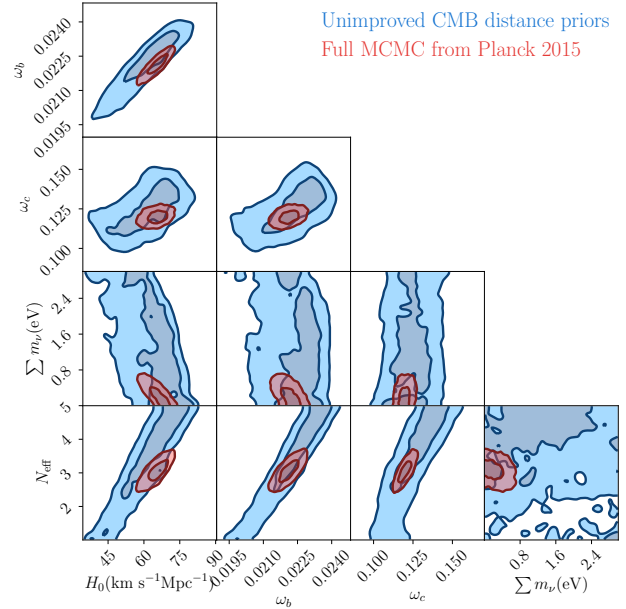 Unimproved CMB distance priors
Full MCMC from Planck 2015
ω_b
0.0240
0.0225
0.0210
0.0195
ω_c
0.150
0.125
0.100
∑ m_ν(eV)
2.4
1.6
0.8
N_eff
5
4
3
2
45 60 75 90
H_0(km s^−1Mpc^−1)
0.0195 0.0210 0.0225 0.0240
ω_b
0.100 0.125 0.150
ω_c
0.8 1.6 2.4
∑ m_ν(eV)